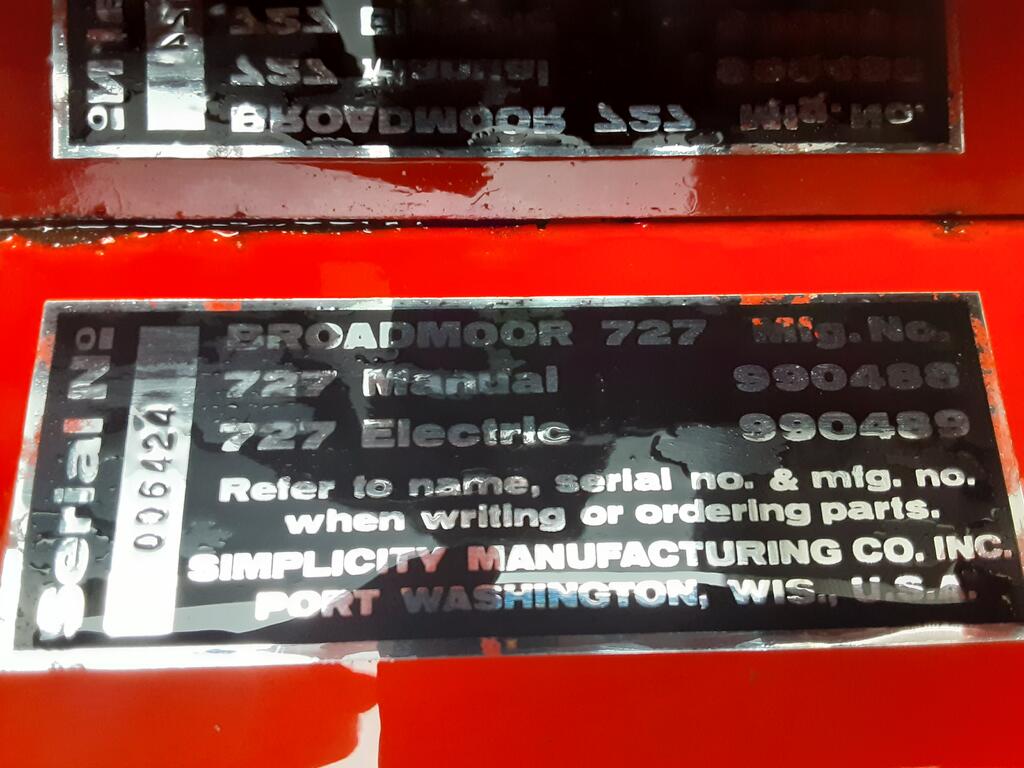 BROADMOOR 727 Mfg. No.
727 Manual 990488
727 Electric 990489
Refer to name, serial no. & mfg. no.
when writing or ordering parts.
SIMPLICITY MANUFACTURING CO. INC.
PORT WASHINGTON, WIS., U.S.A.
Serial No
006424